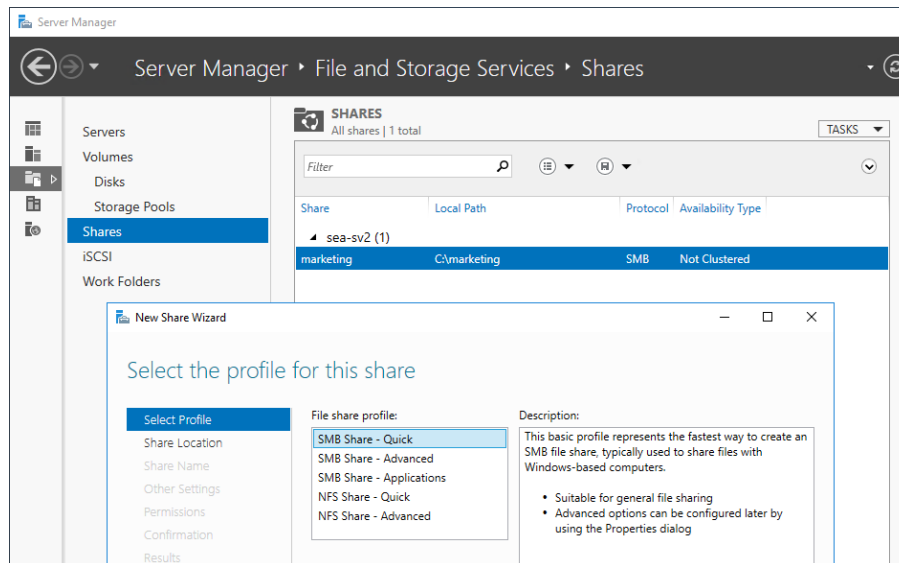 Server Manager
Server Manager ‣ File and Storage Services ‣ Shares
Servers
Volumes
Disks
Storage Pools
Shares
iSCSI
Work Folders
SHARES
All shares | 1 total
TASKS
Filter
Share Local Path Protocol Availability Type
sea-sv2 (1)
marketing C:\marketing SMB Not Clustered
New Share Wizard
Select the profile for this share
Select Profile
Share Location
Share Name
Other Settings
Permissions
Confirmation
Results
File share profile:
SMB Share - Quick
SMB Share - Advanced
SMB Share - Applications
NFS Share - Quick
NFS Share - Advanced
Description:
This basic profile represents the fastest way to create an
SMB file share, typically used to share files with
Windows-based computers.
• Suitable for general file sharing
• Advanced options can be configured later by
using the Properties dialog